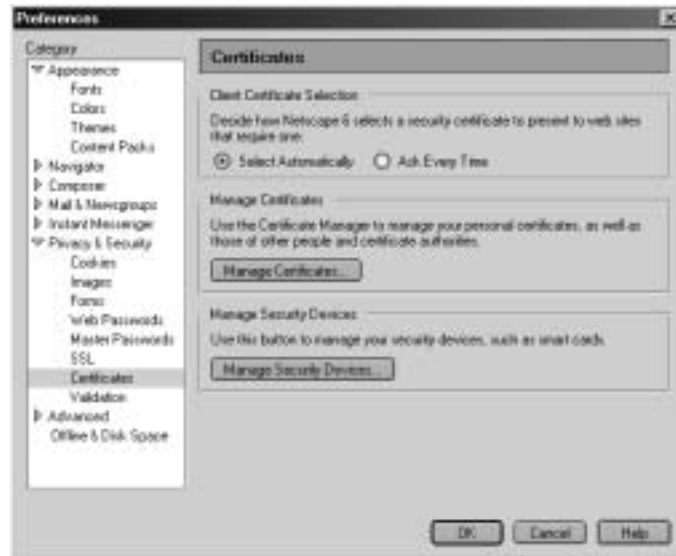 Preferences
Category
Appearance
Fonts
Colors
Themes
Content Packs
Navigator
Composer
Mail & Newsgroups
Instant Messenger
Privacy & Security
Cookies
Images
Forms
Web Passwords
Master Passwords
SSL
Certificates
Validation
Advanced
Offline & Disk Space
Certificates
Client Certificate Selection
Decide how Netscape 6 selects a security certificate to present to web sites
that require one:
Select Automatically
Ask Every Time
Manage Certificates
Use the Certificate Manager to manage your personal certificates, as well as
those of other people and certificate authorities.
Manage Certificates...
Manage Security Devices
Use this button to manage your security devices, such as smart cards.
Manage Security Devices...
OK
Cancel
Help